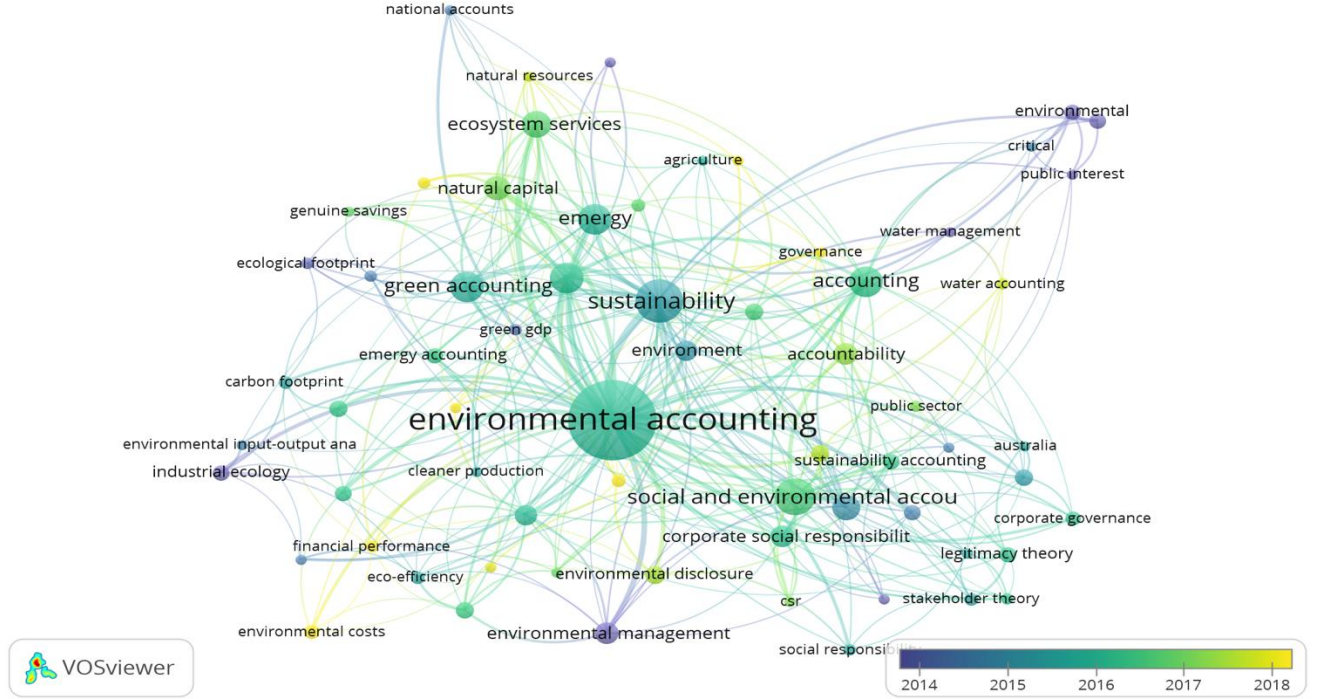 national accounts
natural resources
environmental
ecosystem services
critical
agriculture
public interest
natural capital
genuine savings
emergy
water management
governance
ecological footprint
green accounting
accounting
water accounting
sustainability
green gdp
environment
emergy accounting
accountability
carbon footprint
public sector
environmental accounting
environmental input-output ana
australia
sustainability accounting
industrial ecology
cleaner production
social and environmental accou
corporate governance
corporate social responsibilit
financial performance
legitimacy theory
environmental disclosure
eco-efficiency
stakeholder theory
csr
environmental costs
environmental management
social responsibility
VOSviewer
2014 2015 2016 2017 2018